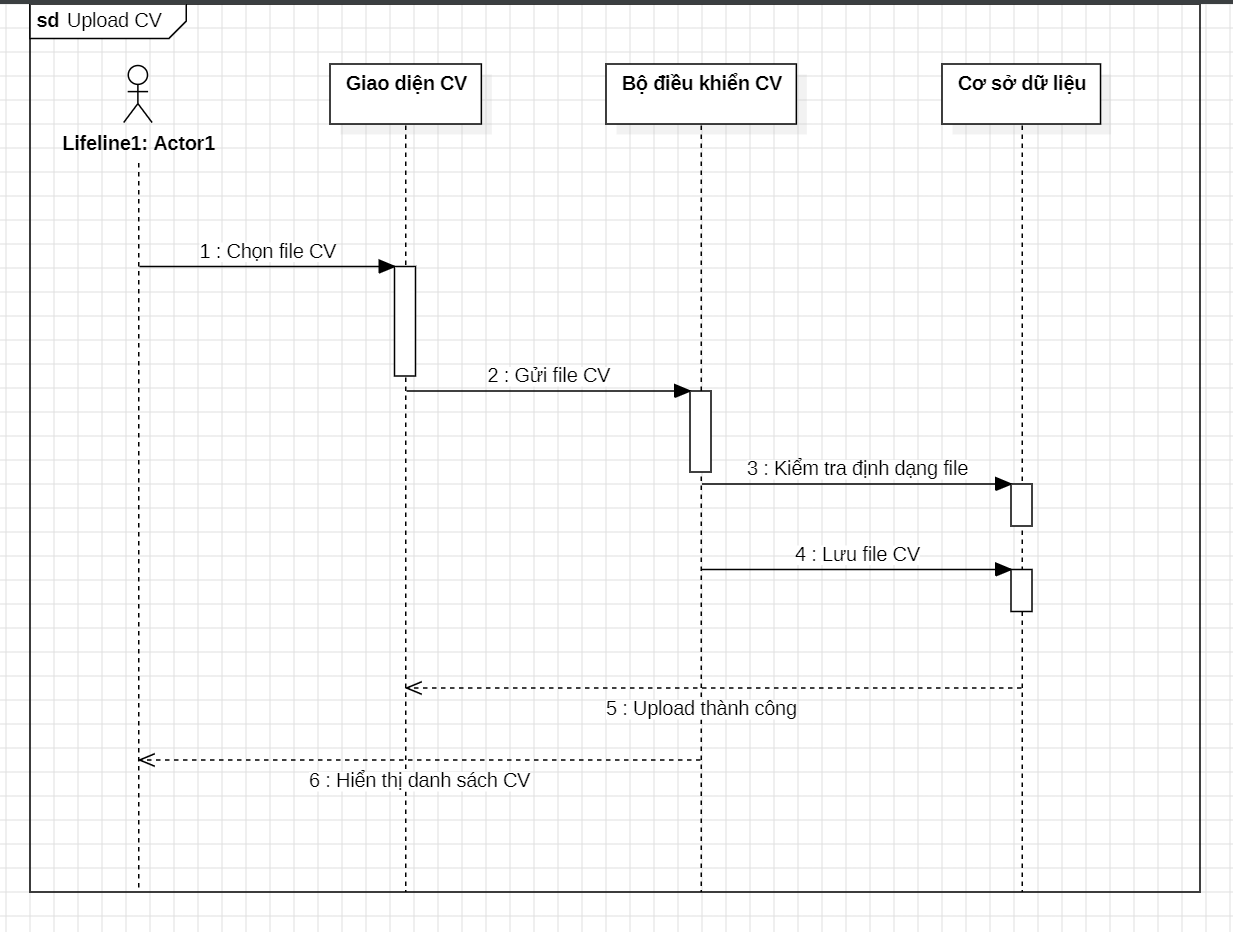 sd Upload CV
Giao diện CV
Bộ điều khiển CV
Cơ sở dữ liệu
Lifeline1: Actor1
1 : Chọn file CV
2 : Gửi file CV
3 : Kiểm tra định dạng file
4 : Lưu file CV
5 : Upload thành công
6 : Hiển thị danh sách CV